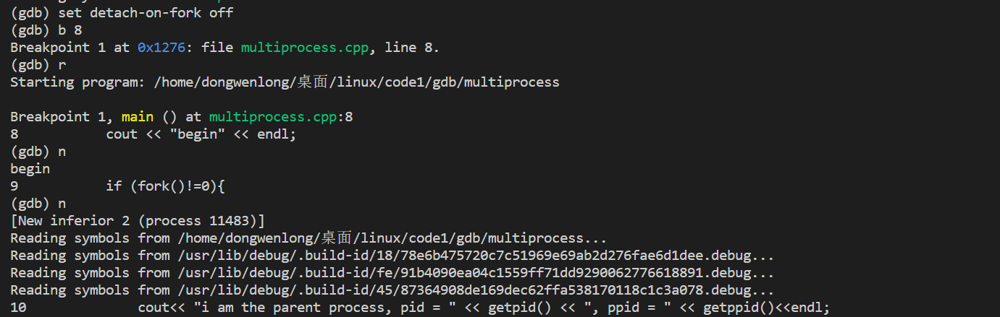 (gdb) set detach-on-fork off
(gdb) b 8
Breakpoint 1 at 0x1276: file multiprocess.cpp, line 8.
(gdb) r
Starting program: /home/dongwenlong/桌面/linux/code1/gdb/multiprocess
Breakpoint 1, main () at multiprocess.cpp:8
8           cout << "begin" << endl;
(gdb) n
begin
9           if (fork()!=0){
(gdb) n
[New inferior 2 (process 11483)]
Reading symbols from /home/dongwenlong/桌面/linux/code1/gdb/multiprocess...
Reading symbols from /usr/lib/debug/.build-id/18/78e6b475720c7c51969e69ab2d276fae6d1dee.debug...
Reading symbols from /usr/lib/debug/.build-id/fe/91b4090ea04c1559ff71dd9290062776618891.debug...
Reading symbols from /usr/lib/debug/.build-id/45/87364908de169dec62ffa538170118c1c3a078.debug...
10              cout<< "i am the parent process, pid = " << getpid() << ", ppid = " << getppid()<<endl;